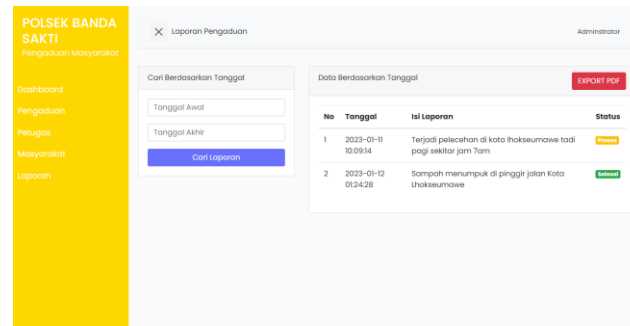 POLSEK BANDA
SAKTI
Pengaduan Masyarakat
Dashboard
Pengaduan
Petugas
Masyarakat
Laporan
Laporan Pengaduan
Adminstrator
Cari Berdasarkan Tanggal
Tanggal Awal
Tanggal Akhir
Cari Laporan
Data Berdasarkan Tanggal
EXPORT PDF
No Tanggal Isi Laporan Status
1 2023-01-11 Terjadi pelecehan di kota lhokseumawe tadi Proses
10:09:14 pagi sekitar jam 7am
2 2023-01-12 Sampah menumpuk di pinggir jalan Kota Selesai
01:24:28 Lhokseumawe